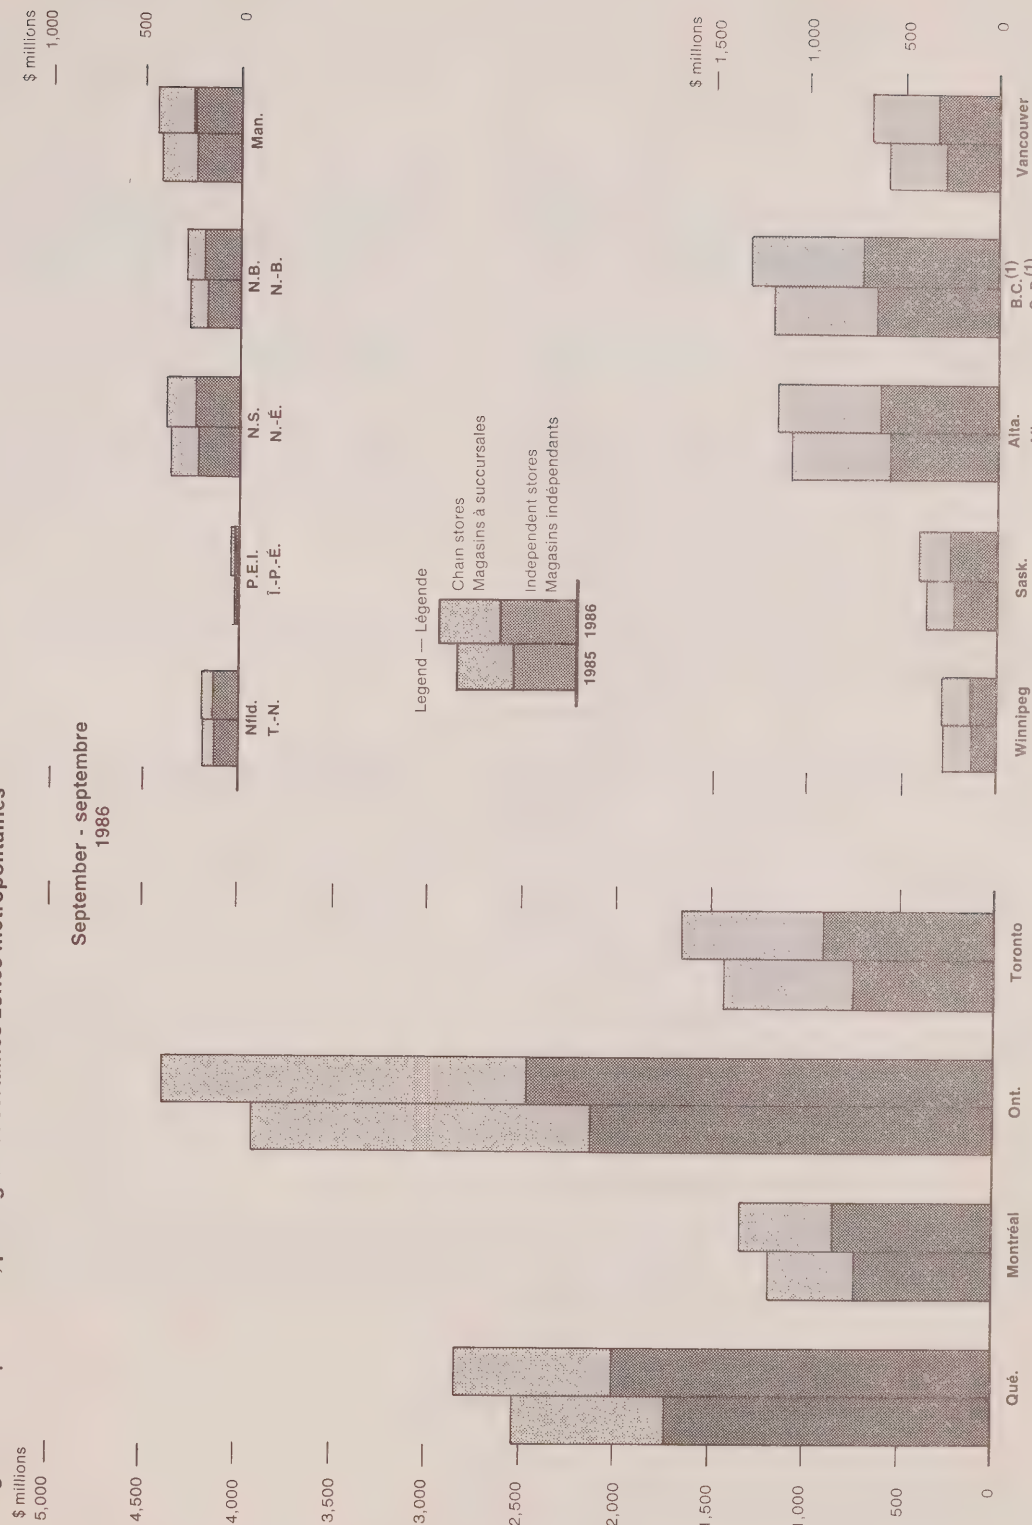 September - septembre
1986
$ millions
5,000
4,500
4,000
3,500
3,000
2,500
2,000
1,500
1,000
500
0
Qué.
Montréal
Ont.
Toronto
$ millions
1,000
500
0
Nfld.
T.-N.
P.E.I.
Î.-P.-É.
N.S.
N.-É.
N.B.
N.-B.
Man.
Legend — Légende
Chain stores
Magasins à succursales
Independent stores
Magasins indépendants
1985 1986
$ millions
1,500
1,000
500
0
Winnipeg
Sask.
Alta.
B.C.(1)
Vancouver